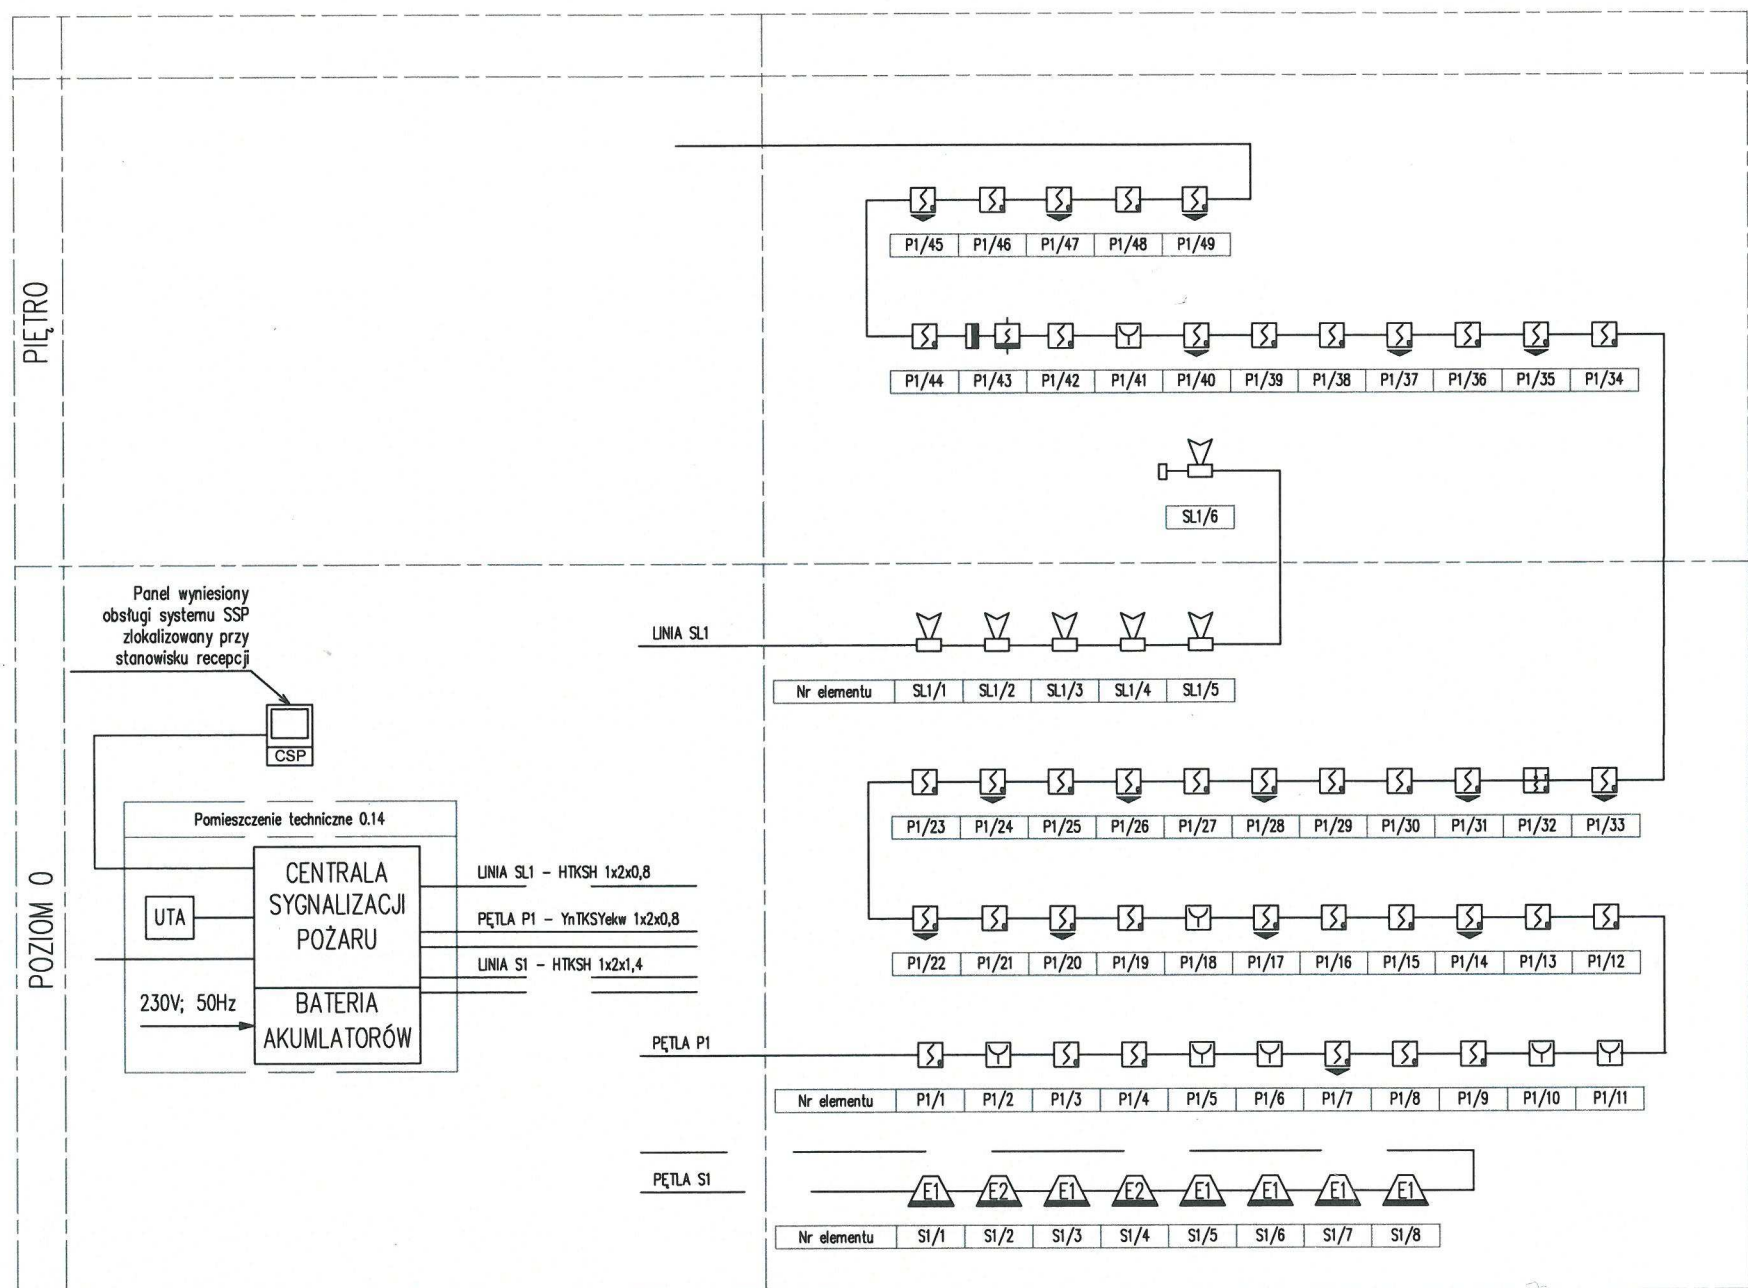 PIĘTRO
P1/45 P1/46 P1/47 P1/48 P1/49
P1/44 P1/43 P1/42 P1/41 P1/40 P1/39 P1/38 P1/37 P1/36 P1/35 P1/34
SL1/6
POZIOM 0
Panel wyniesiony
obsługi systemu SSP
zlokalizowany przy
stanowisku recepcji
CSP
LINIA SL1
Nr elementu SL1/1 SL1/2 SL1/3 SL1/4 SL1/5
P1/23 P1/24 P1/25 P1/26 P1/27 P1/28 P1/29 P1/30 P1/31 P1/32 P1/33
Pomieszczenie techniczne 0.14
CENTRALA
SYGNALIZACJI
POŻARU
UTA
230V; 50Hz
BATERIA
AKUMLATORÓW
LINIA SL1 – HTKSH 1x2x0,8
PĘTLA P1 – YnTKSYekw 1x2x0,8
LINIA S1 – HTKSH 1x2x1,4
P1/22 P1/21 P1/20 P1/19 P1/18 P1/17 P1/16 P1/15 P1/14 P1/13 P1/12
PĘTLA P1
Nr elementu P1/1 P1/2 P1/3 P1/4 P1/5 P1/6 P1/7 P1/8 P1/9 P1/10 P1/11
PĘTLA S1
E1 E2 E1 E2 E1 E1 E1 E1
Nr elementu S1/1 S1/2 S1/3 S1/4 S1/5 S1/6 S1/7 S1/8